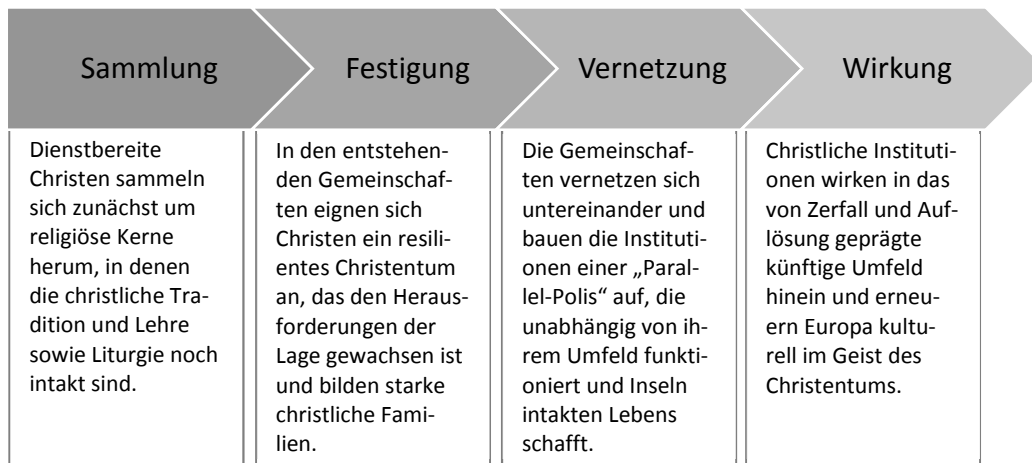 Sammlung
Festigung
Vernetzung
Wirkung
Dienstbereite
Christen sammeln
sich zunächst um
religiöse Kerne
herum, in denen
die christliche Tra-
dition und Lehre
sowie Liturgie noch
intakt sind.
In den entstehen-
den Gemeinschaf-
ten eignen sich
Christen ein resili-
entes Christentum
an, das den Heraus-
forderungen der
Lage gewachsen ist
und bilden starke
christliche Fami-
lien.
Die Gemeinschaf-
ten vernetzen sich
untereinander und
bauen die Instituti-
onen einer „Paral-
lel-Polis“ auf, die
unabhängig von ih-
rem Umfeld funkti-
oniert und Inseln
intakten Lebens
schafft.
Christliche Instituti-
onen wirken in das
von Zerfall und Auf-
lösung geprägte
künftige Umfeld
hinein und erneu-
ern Europa kultu-
rell im Geist des
Christentums.